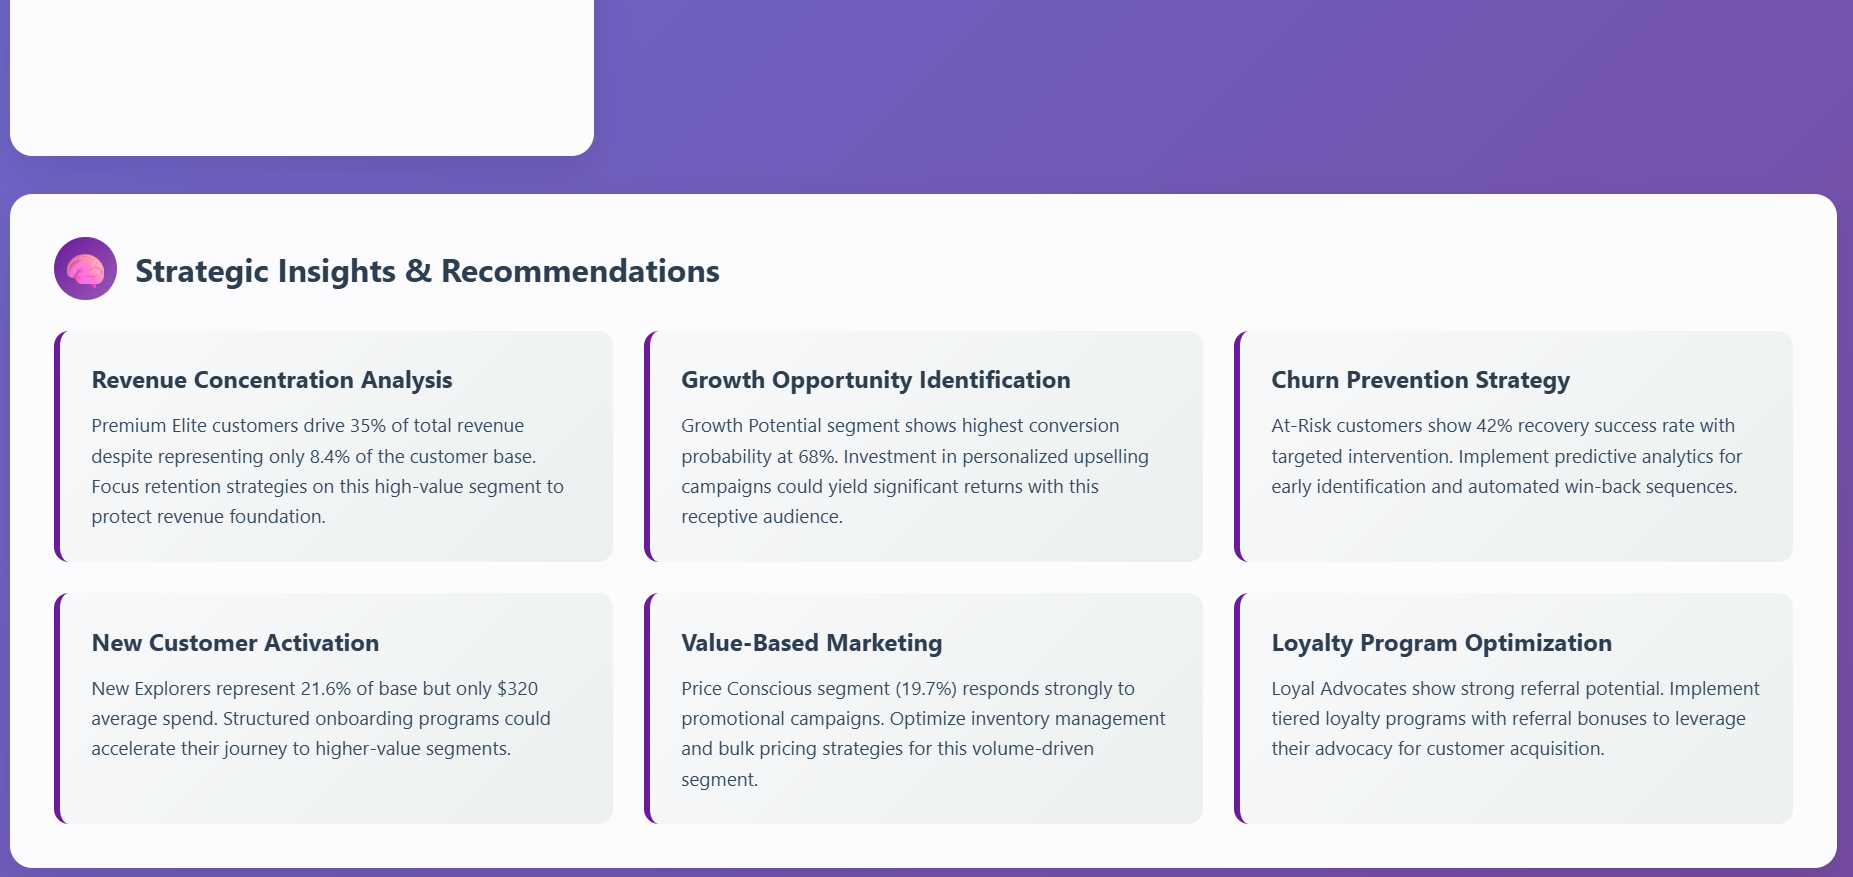 Strategic Insights & Recommendations
Revenue Concentration Analysis
Premium Elite customers drive 35% of total revenue
despite representing only 8.4% of the customer base.
Focus retention strategies on this high-value segment to
protect revenue foundation.
Growth Opportunity Identification
Growth Potential segment shows highest conversion
probability at 68%. Investment in personalized upselling
campaigns could yield significant returns with this
receptive audience.
Churn Prevention Strategy
At-Risk customers show 42% recovery success rate with
targeted intervention. Implement predictive analytics for
early identification and automated win-back sequences.
New Customer Activation
New Explorers represent 21.6% of base but only $320
average spend. Structured onboarding programs could
accelerate their journey to higher-value segments.
Value-Based Marketing
Price Conscious segment (19.7%) responds strongly to
promotional campaigns. Optimize inventory management
and bulk pricing strategies for this volume-driven
segment.
Loyalty Program Optimization
Loyal Advocates show strong referral potential. Implement
tiered loyalty programs with referral bonuses to leverage
their advocacy for customer acquisition.